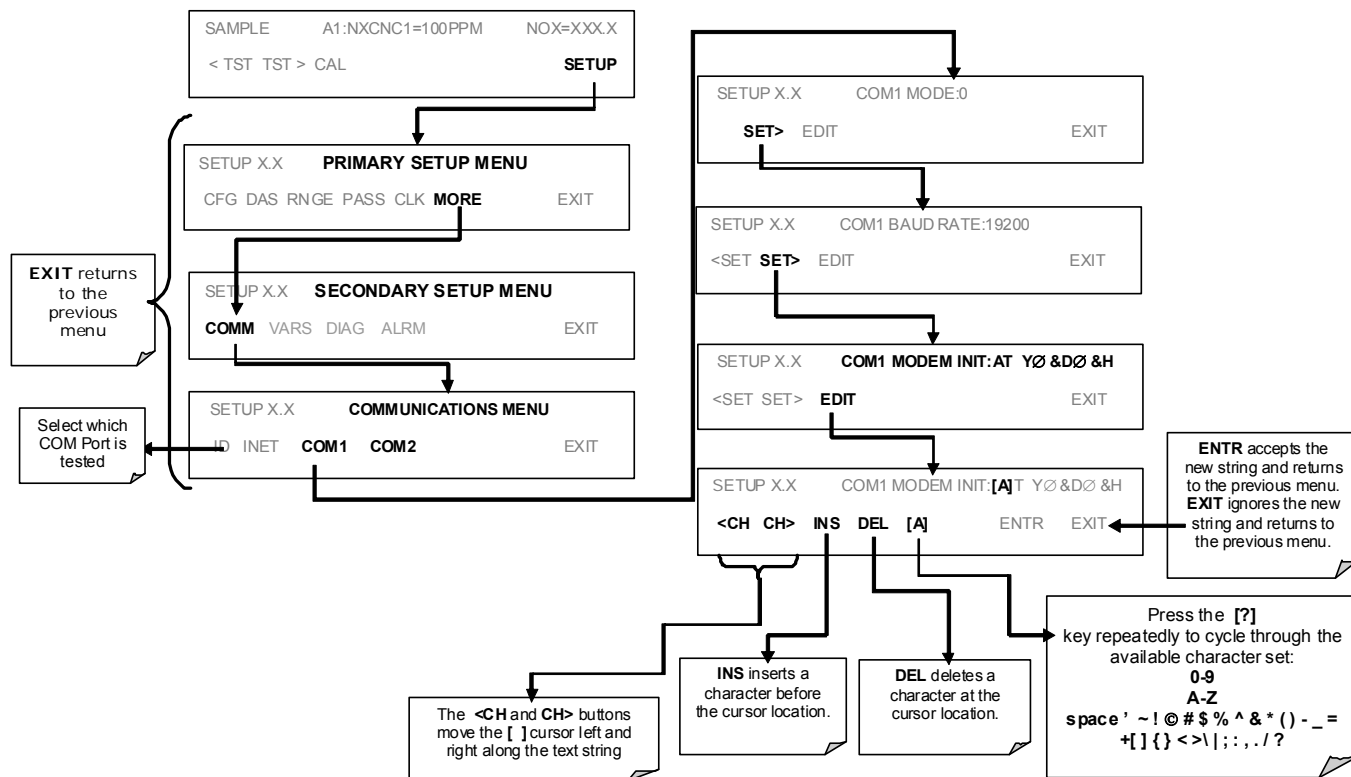 SAMPLE A1:NXCNC1=100PPM NOX=XXX.X
< TST TST > CAL SETUP
SETUP X.X PRIMARY SETUP MENU
CFG DAS RNGE PASS CLK MORE EXIT
SETUP X.X SECONDARY SETUP MENU
COMM VARS DIAG ALRM EXIT
SETUP X.X COMMUNICATIONS MENU
ID INET COM1 COM2 EXIT
EXIT returns
to the
previous
menu
Select which
COM Port is
tested
SETUP X.X COM1 MODE:0
SET> EDIT EXIT
SETUP X.X COM1 BAUD RATE:19200
<SET SET> EDIT EXIT
SETUP X.X COM1 MODEM INIT:AT YØ &DØ &H
<SET SET> EDIT EXIT
SETUP X.X COM1 MODEM INIT:[A]T YØ &DØ &H
<CH CH> INS DEL [A] ENTR EXIT
ENTR accepts the
new string and returns
to the previous menu.
EXIT ignores the new
string and returns to
the previous menu.
The <CH and CH> buttons
move the [ ] cursor left and
right along the text string
INS inserts a
character before
the cursor location.
DEL deletes a
character at the
cursor location.
Press the [?]
key repeatedly to cycle through the
available character set:
0-9
A-Z
space ' ~ ! © # $ % ^ & * ( ) - _ =
+[ ] { } < >\ | ; : , . / ?